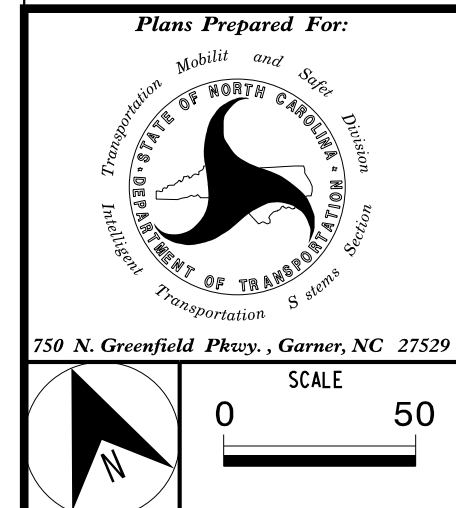 Plans Prepared For:
Transportation Mobilit and Safet Division
STATE OF NORTH CAROLINA
DEPARTMENT OF TRANSPORTATION
Intelligent Transportation S stems Section
750 N. Greenfield Pkwy. , Garner, NC 27529
N
SCALE
0 50